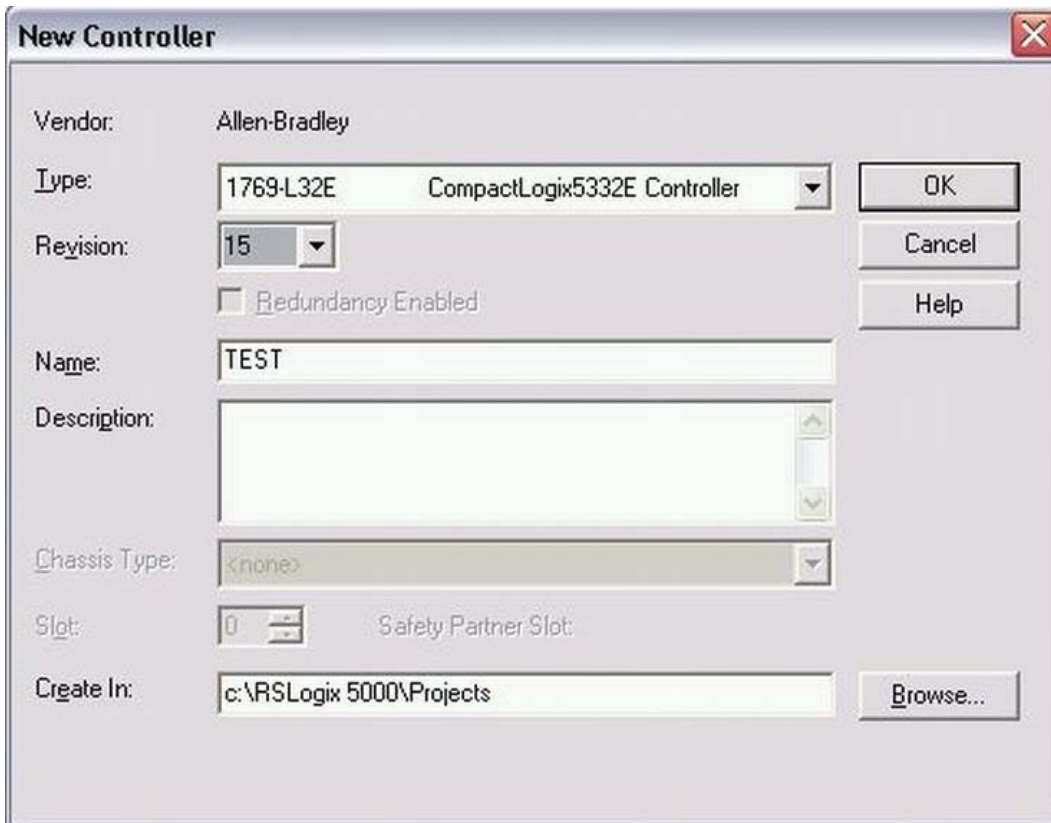 New Controller
Vendor: Allen-Bradley
Type: 1769-L32E CompactLogix5332E Controller OK
Revision: 15 Cancel
Redundancy Enabled Help
Name: TEST
Description:
Chassis Type: <none>
Slot: 0 Safety Partner Slot:
Create In: c:\RSLogix 5000\Projects Browse...